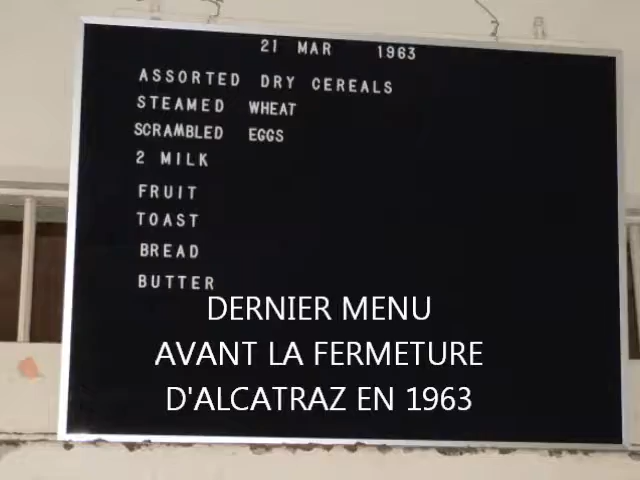 21 MAR 1963
ASSORTED DRY CEREALS
STEAMED WHEAT
SCRAMBLED EGGS
2 MILK
FRUIT
TOAST
BREAD
BUTTER
DERNIER MENU
AVANT LA FERMETURE
D'ALCATRAZ EN 1963